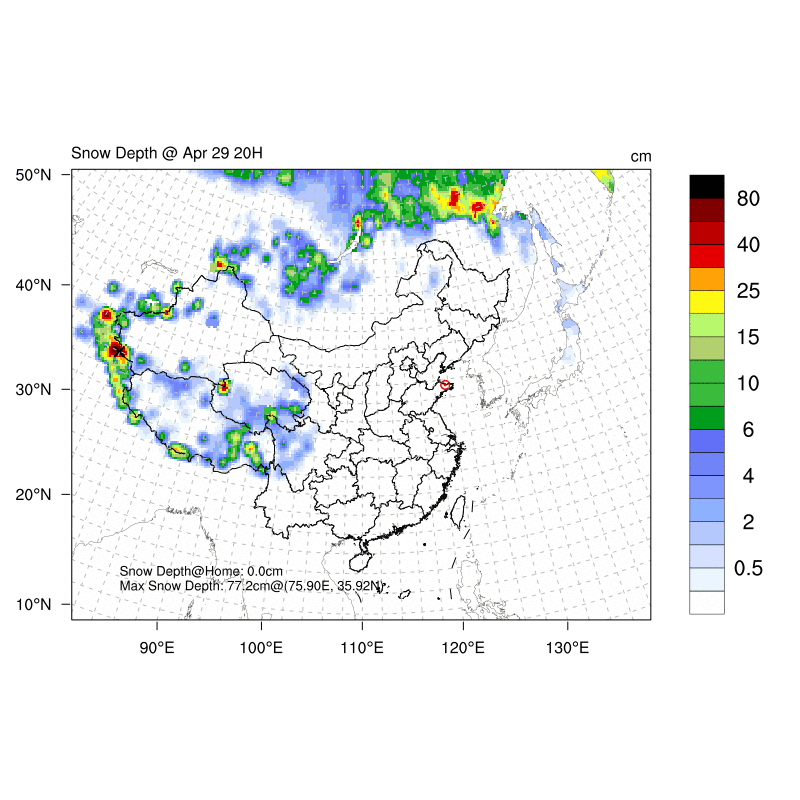 Snow Depth @ Apr 29 20H
cm
50°N
40°N
30°N
20°N
10°N
80
40
25
15
10
6
4
2
0.5
Snow Depth@Home: 0.0cm
Max Snow Depth: 77.2cm@(75.90E, 35.92N)
90°E
100°E
110°E
120°E
130°E